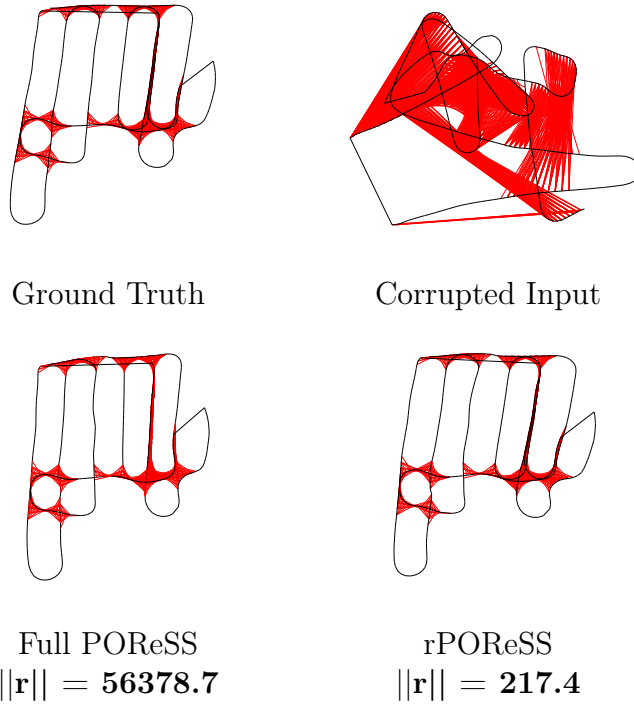 Ground Truth
Corrupted Input
Full POReSS
||r|| = 56378.7
rPOReSS
||r|| = 217.4